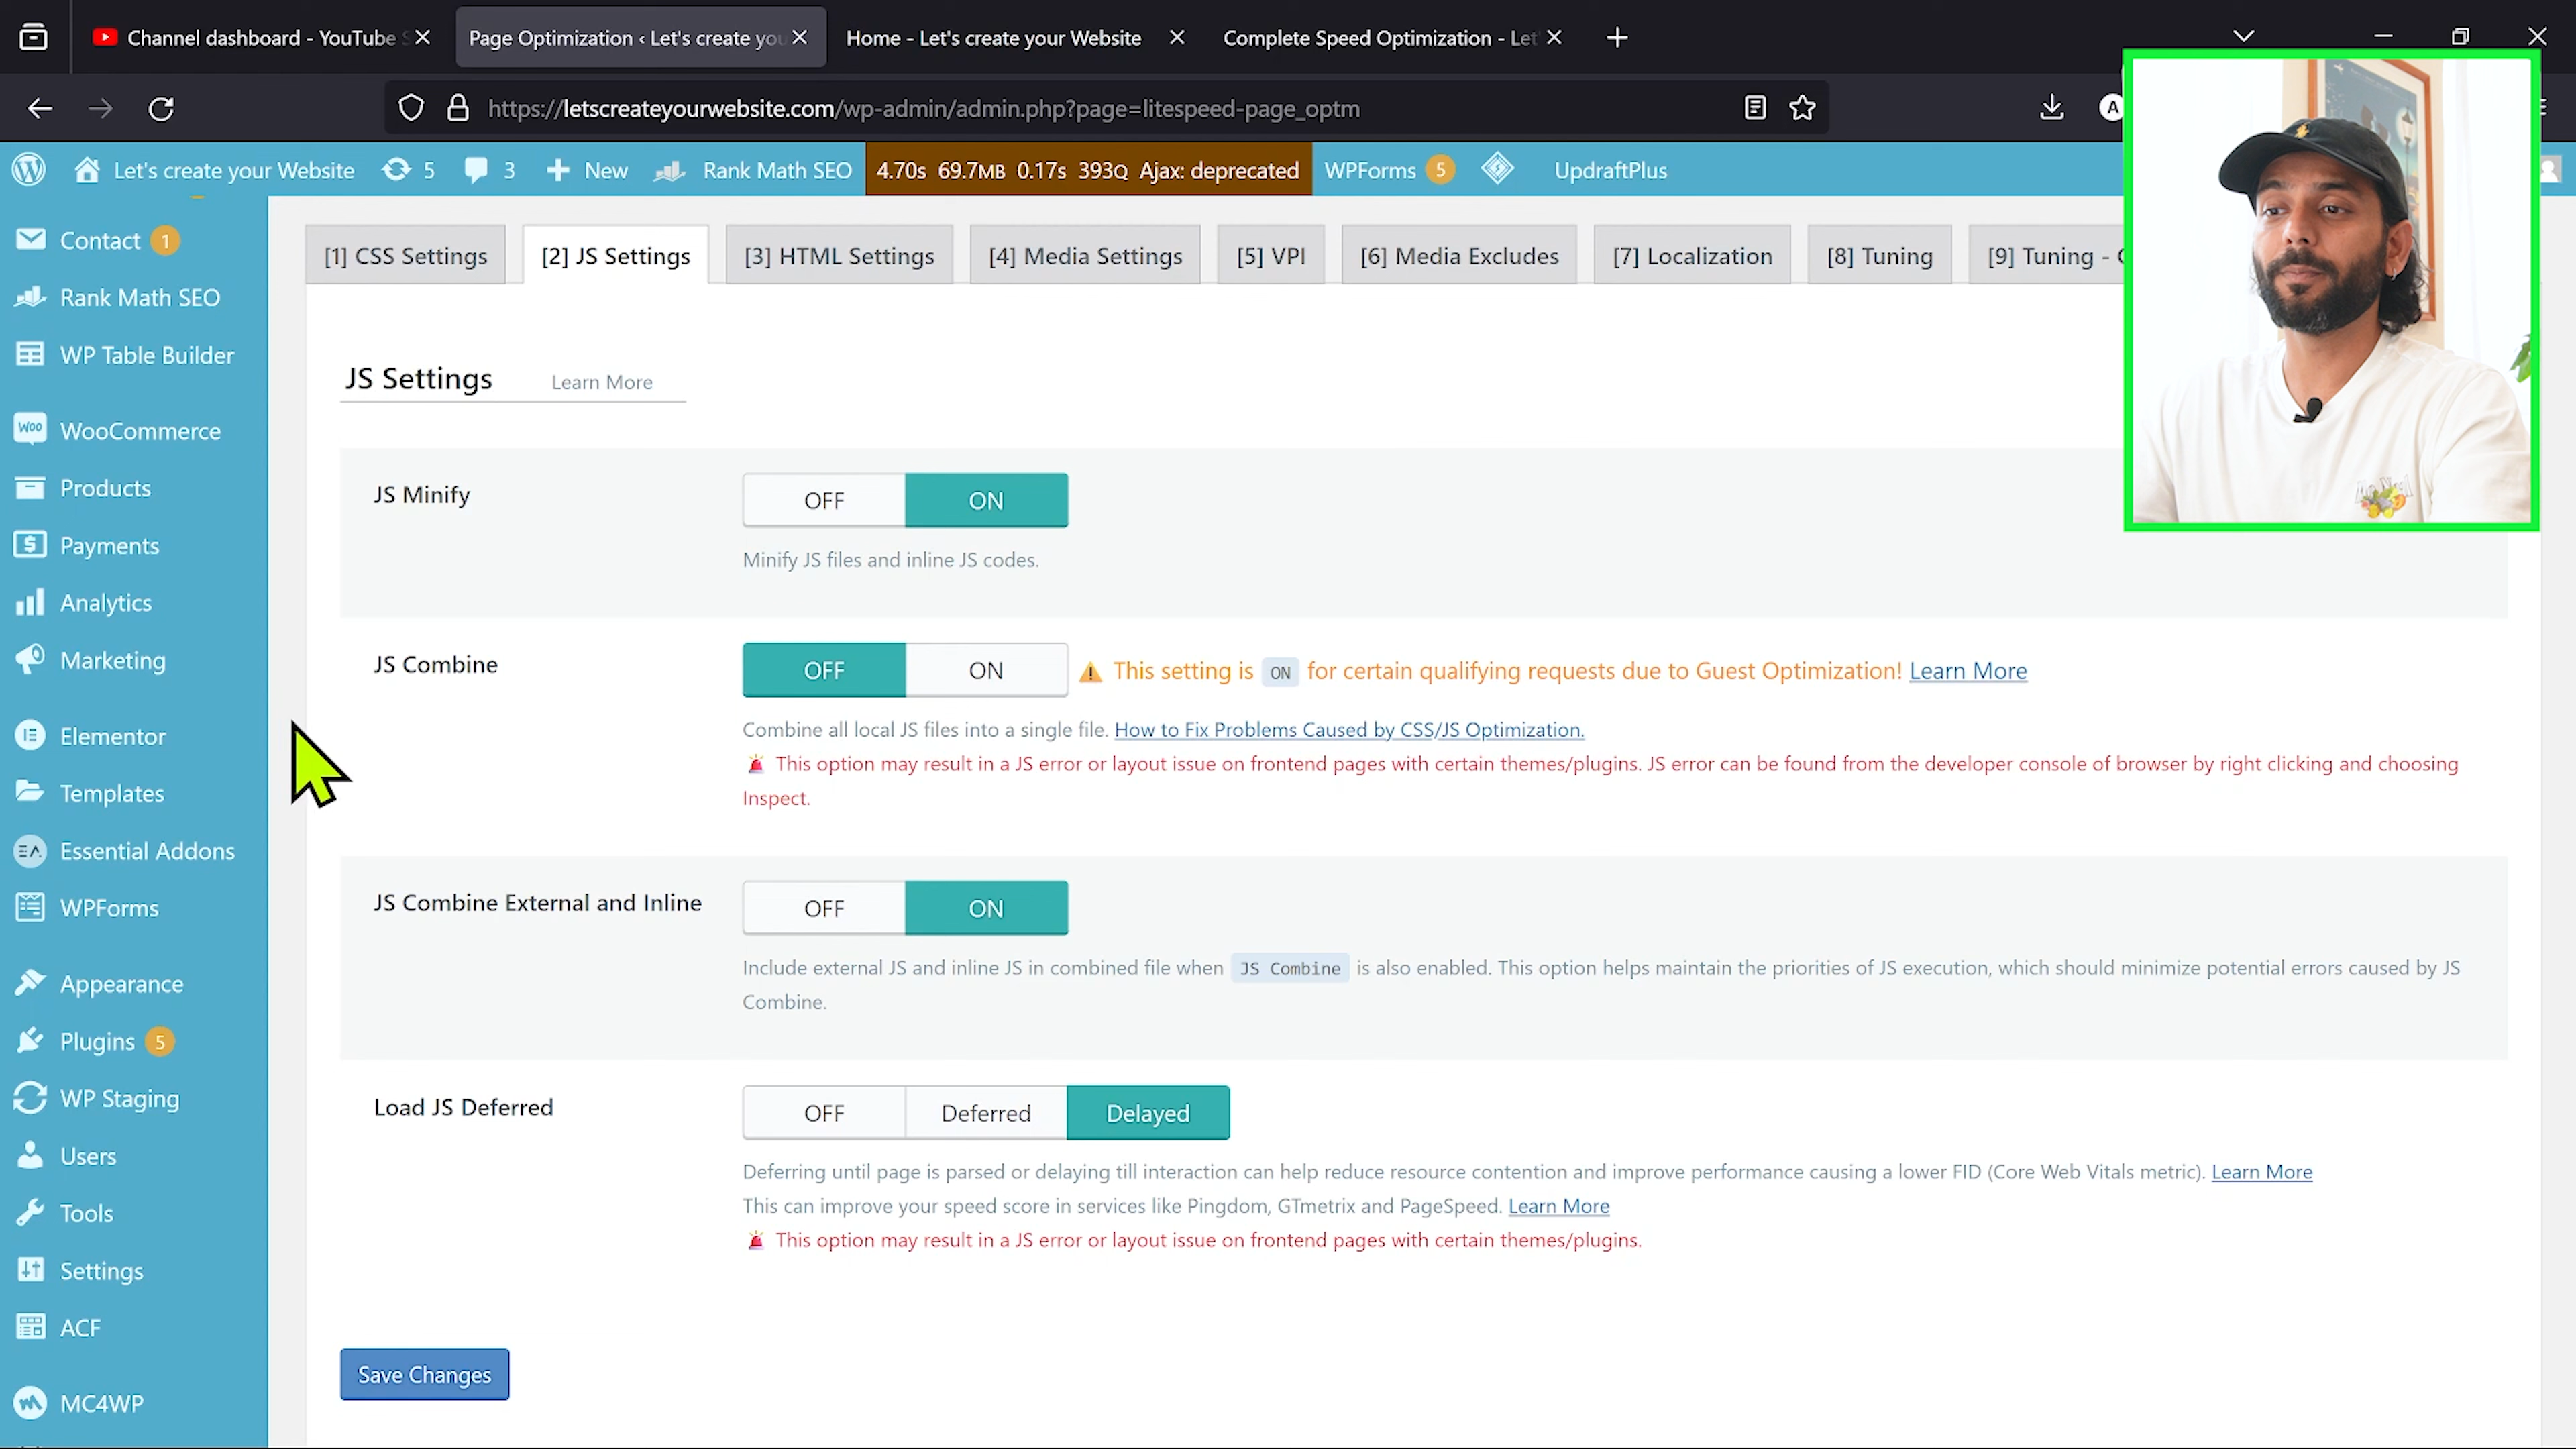 Channel dashboard - YouTube S
Page Optimization ‹ Let's create you
Home - Let's create your Website
Complete Speed Optimization - Let'
https://letscreateyourwebsite.com/wp-admin/admin.php?page=litespeed-page_optm
A
Let's create your Website
5
3
New
Rank Math SEO
4.70s 69.7MB 0.17s 393Q Ajax: deprecated
WPForms 5
UpdraftPlus
Contact 1
Rank Math SEO
WP Table Builder
WooCommerce
Products
Payments
Analytics
Marketing
Elementor
Templates
Essential Addons
WPForms
Appearance
Plugins 5
WP Staging
Users
Tools
Settings
ACF
MC4WP
[1] CSS Settings
[2] JS Settings
[3] HTML Settings
[4] Media Settings
[5] VPI
[6] Media Excludes
[7] Localization
[8] Tuning
[9] Tuning - C
JS Settings Learn More
JS Minify
OFF ON
Minify JS files and inline JS codes.
JS Combine
OFF ON This setting is ON for certain qualifying requests due to Guest Optimization! Learn More
Combine all local JS files into a single file. How to Fix Problems Caused by CSS/JS Optimization.
This option may result in a JS error or layout issue on frontend pages with certain themes/plugins. JS error can be found from the developer console of browser by right clicking and choosing
Inspect.
JS Combine External and Inline
OFF ON
Include external JS and inline JS in combined file when JS Combine is also enabled. This option helps maintain the priorities of JS execution, which should minimize potential errors caused by JS
Combine.
Load JS Deferred
OFF Deferred Delayed
Deferring until page is parsed or delaying till interaction can help reduce resource contention and improve performance causing a lower FID (Core Web Vitals metric). Learn More
This can improve your speed score in services like Pingdom, GTmetrix and PageSpeed. Learn More
This option may result in a JS error or layout issue on frontend pages with certain themes/plugins.
Save Changes